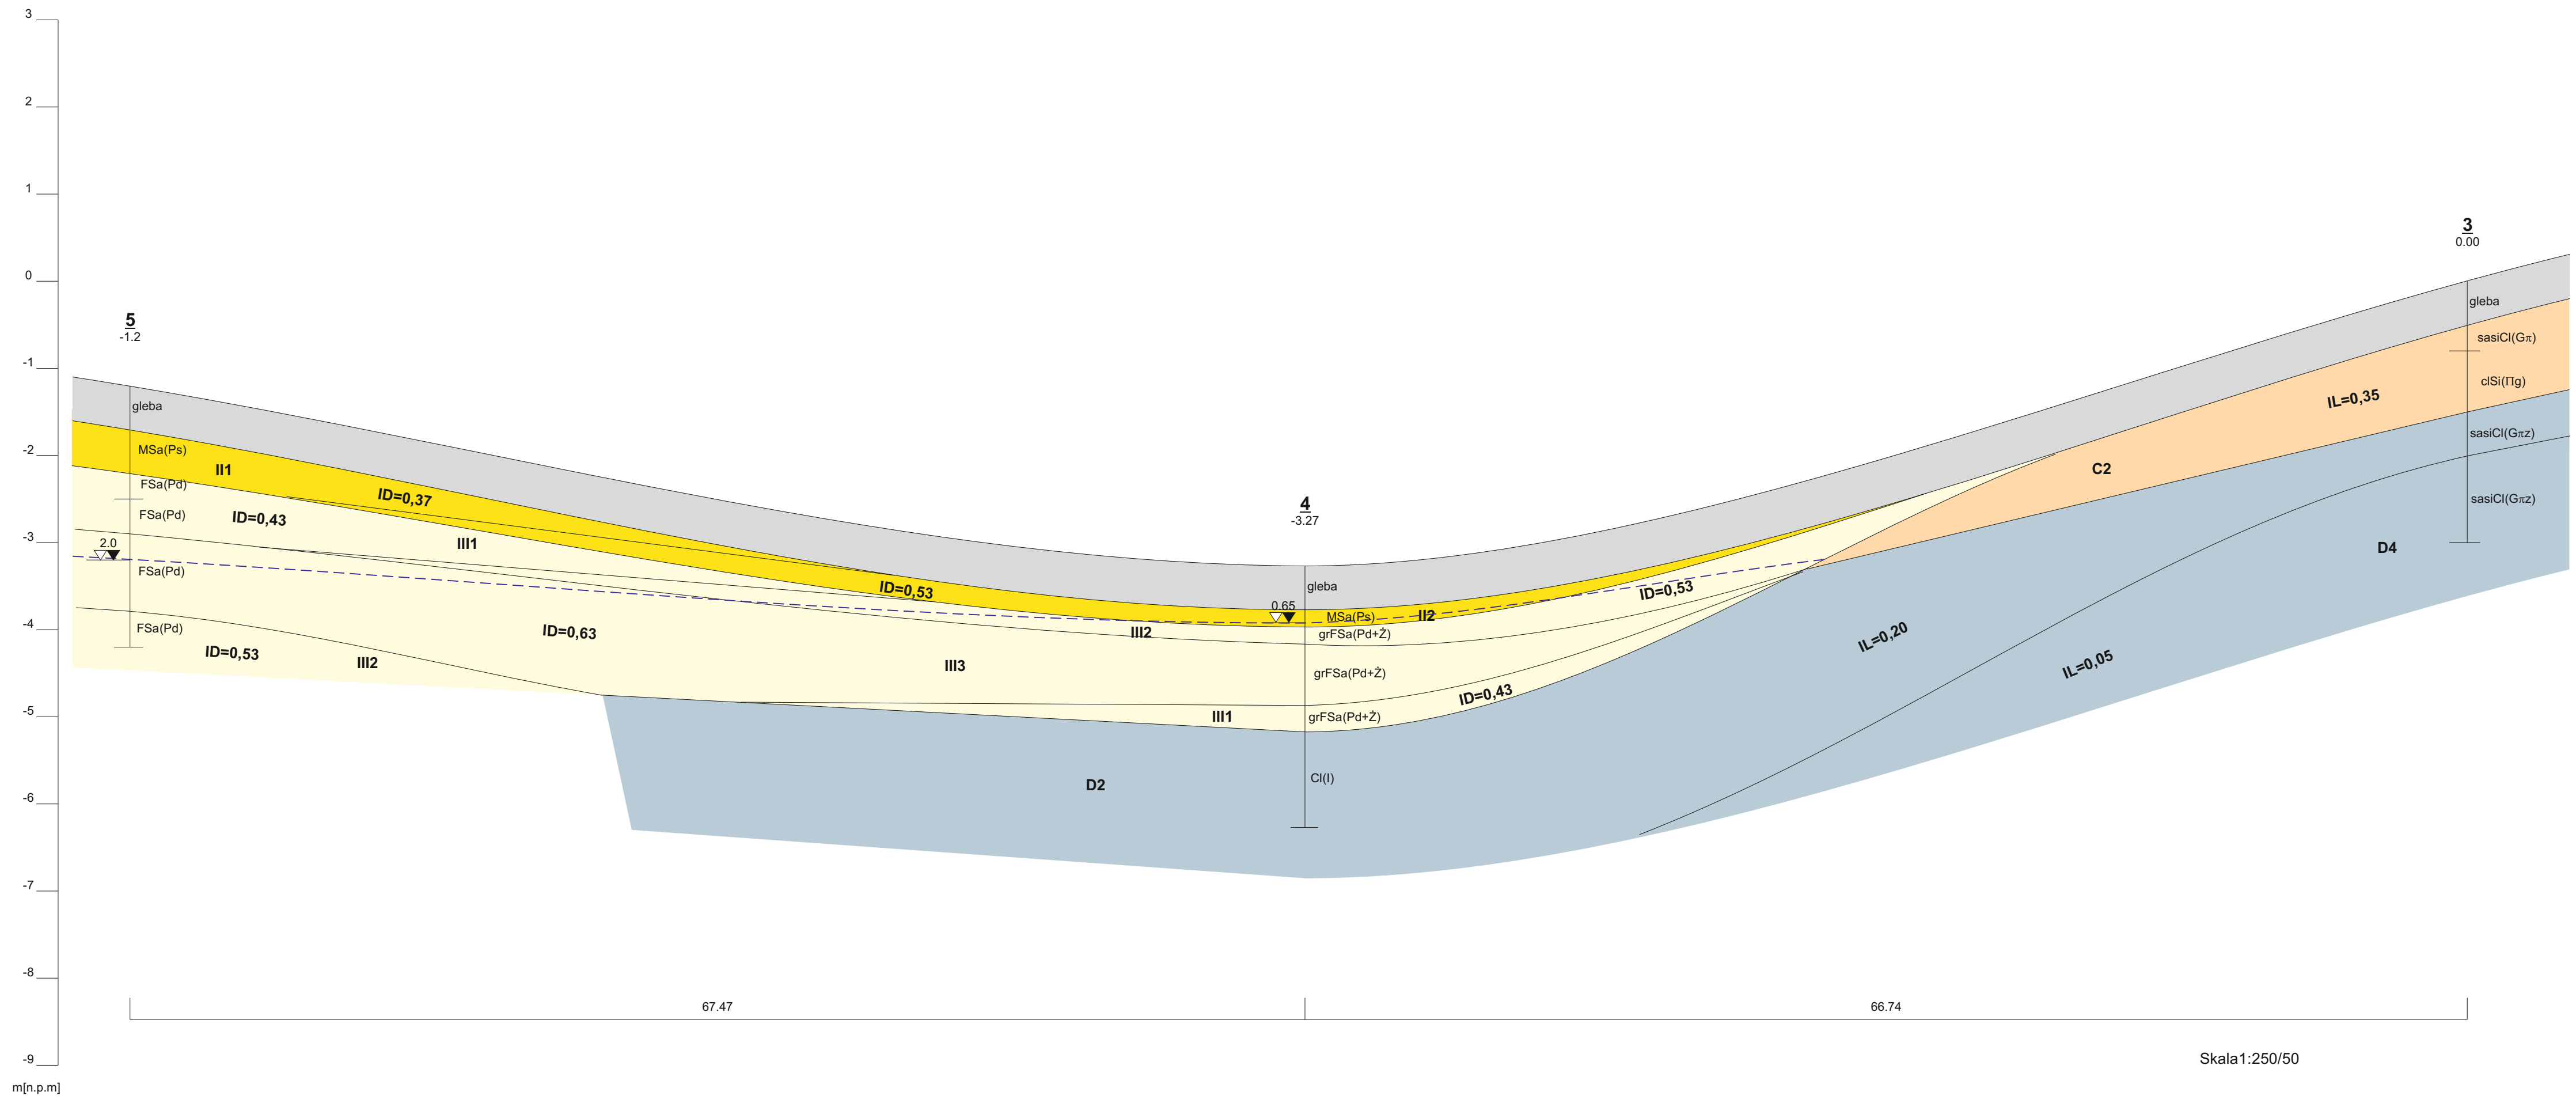 3
2
1
0
-1
-2
-3
-4
-5
-6
-7
-8
-9
m[n.p.m]
5
-1.2
gleba
MSa(Ps)
II1
FSa(Pd)
ID=0,37
FSa(Pd)
ID=0,43
III1
2.0
FSa(Pd)
FSa(Pd)
ID=0,53
III2
ID=0,63
ID=0,53
III2
III3
III1
D2
4
-3.27
gleba
0.65
MSa(Ps)
II2
grFSa(Pd+Ż)
grFSa(Pd+Ż)
grFSa(Pd+Ż)
Cl(I)
ID=0,53
ID=0,43
IL=0,20
IL=0,05
3
0.00
gleba
sasiCl(Gπ)
clSi(Πg)
IL=0,35
sasiCl(Gπz)
C2
sasiCl(Gπz)
D4
67.47
66.74
Skala1:250/50